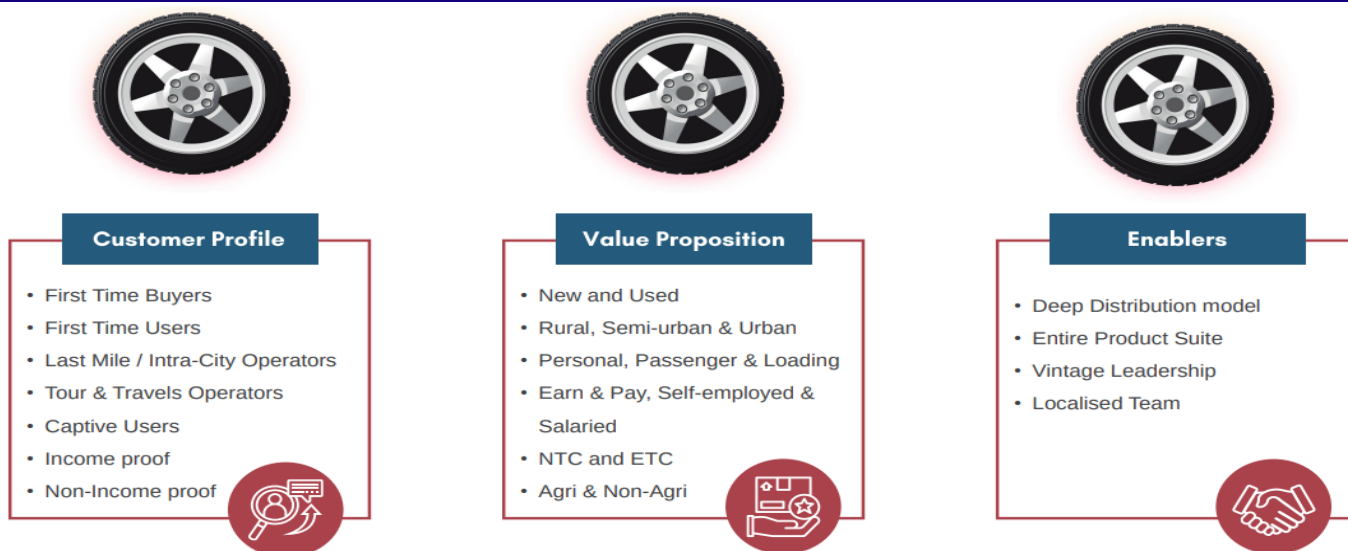 Customer Profile
• First Time Buyers
• First Time Users
• Last Mile / Intra-City Operators
• Tour & Travels Operators
• Captive Users
• Income proof
• Non-Income proof
Value Proposition
• New and Used
• Rural, Semi-urban & Urban
• Personal, Passenger & Loading
• Earn & Pay, Self-employed &
Salaried
• NTC and ETC
• Agri & Non-Agri
Enablers
• Deep Distribution model
• Entire Product Suite
• Vintage Leadership
• Localised Team